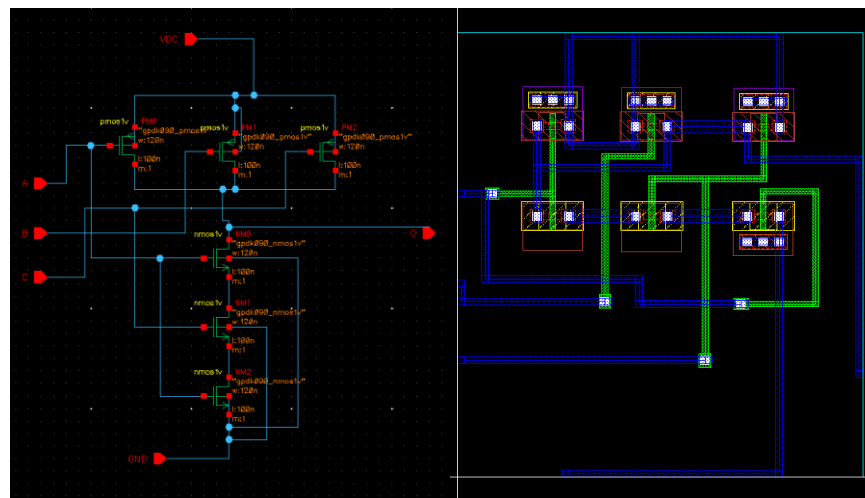 VDC
pmos1v
PM0
"gpdk090_pmos1v"
w:120n
l:100n
m:1
pmos1v
PM1
"gpdk090_pmos1v"
w:120n
l:100n
m:1
pmos1v
PM2
"gpdk090_pmos1v"
w:120n
l:100n
m:1
A
B
C
O
nmos1v
NM0
"gpdk090_nmos1v"
w:120n
l:100n
m:1
nmos1v
NM1
"gpdk090_nmos1v"
w:120n
l:100n
m:1
nmos1v
NM2
"gpdk090_nmos1v"
w:120n
l:100n
m:1
GND